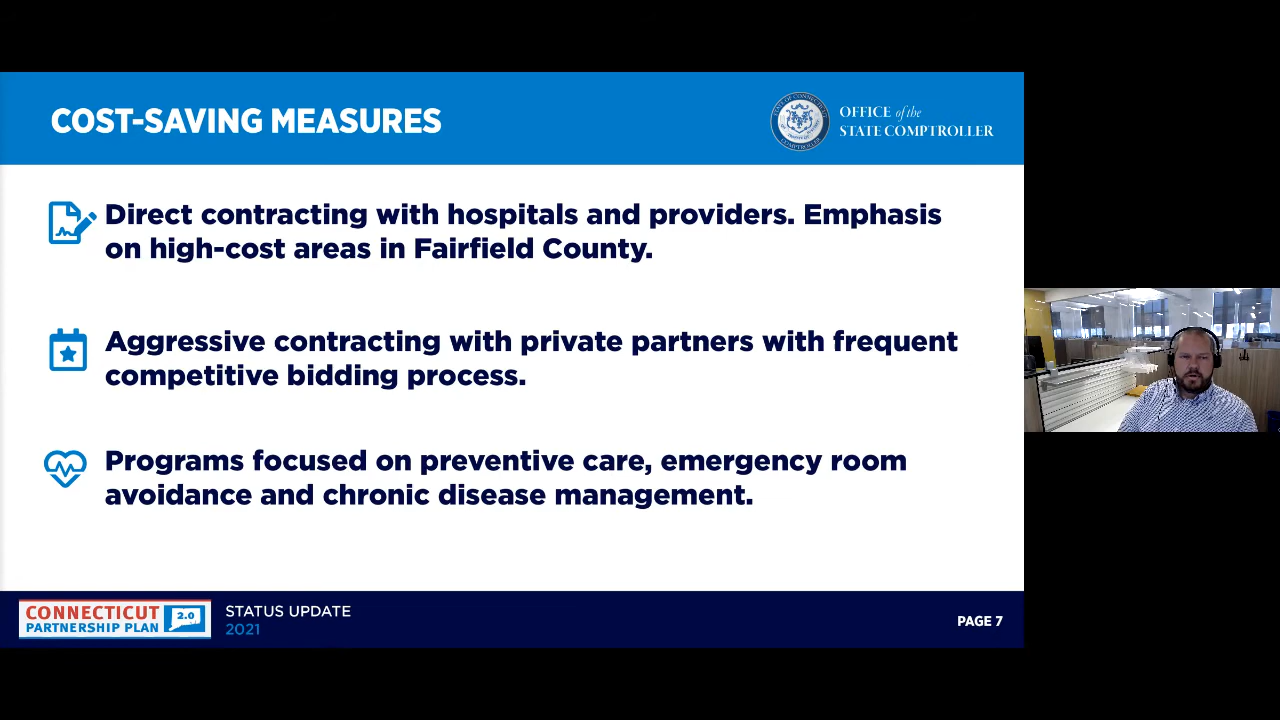 COST-SAVING MEASURES
OFFICE of the
STATE COMPTROLLER
Direct contracting with hospitals and providers. Emphasis
on high-cost areas in Fairfield County.
Aggressive contracting with private partners with frequent
competitive bidding process.
Programs focused on preventive care, emergency room
avoidance and chronic disease management.
CONNECTICUT
PARTNERSHIP PLAN
2.0
STATUS UPDATE
2021
PAGE 7